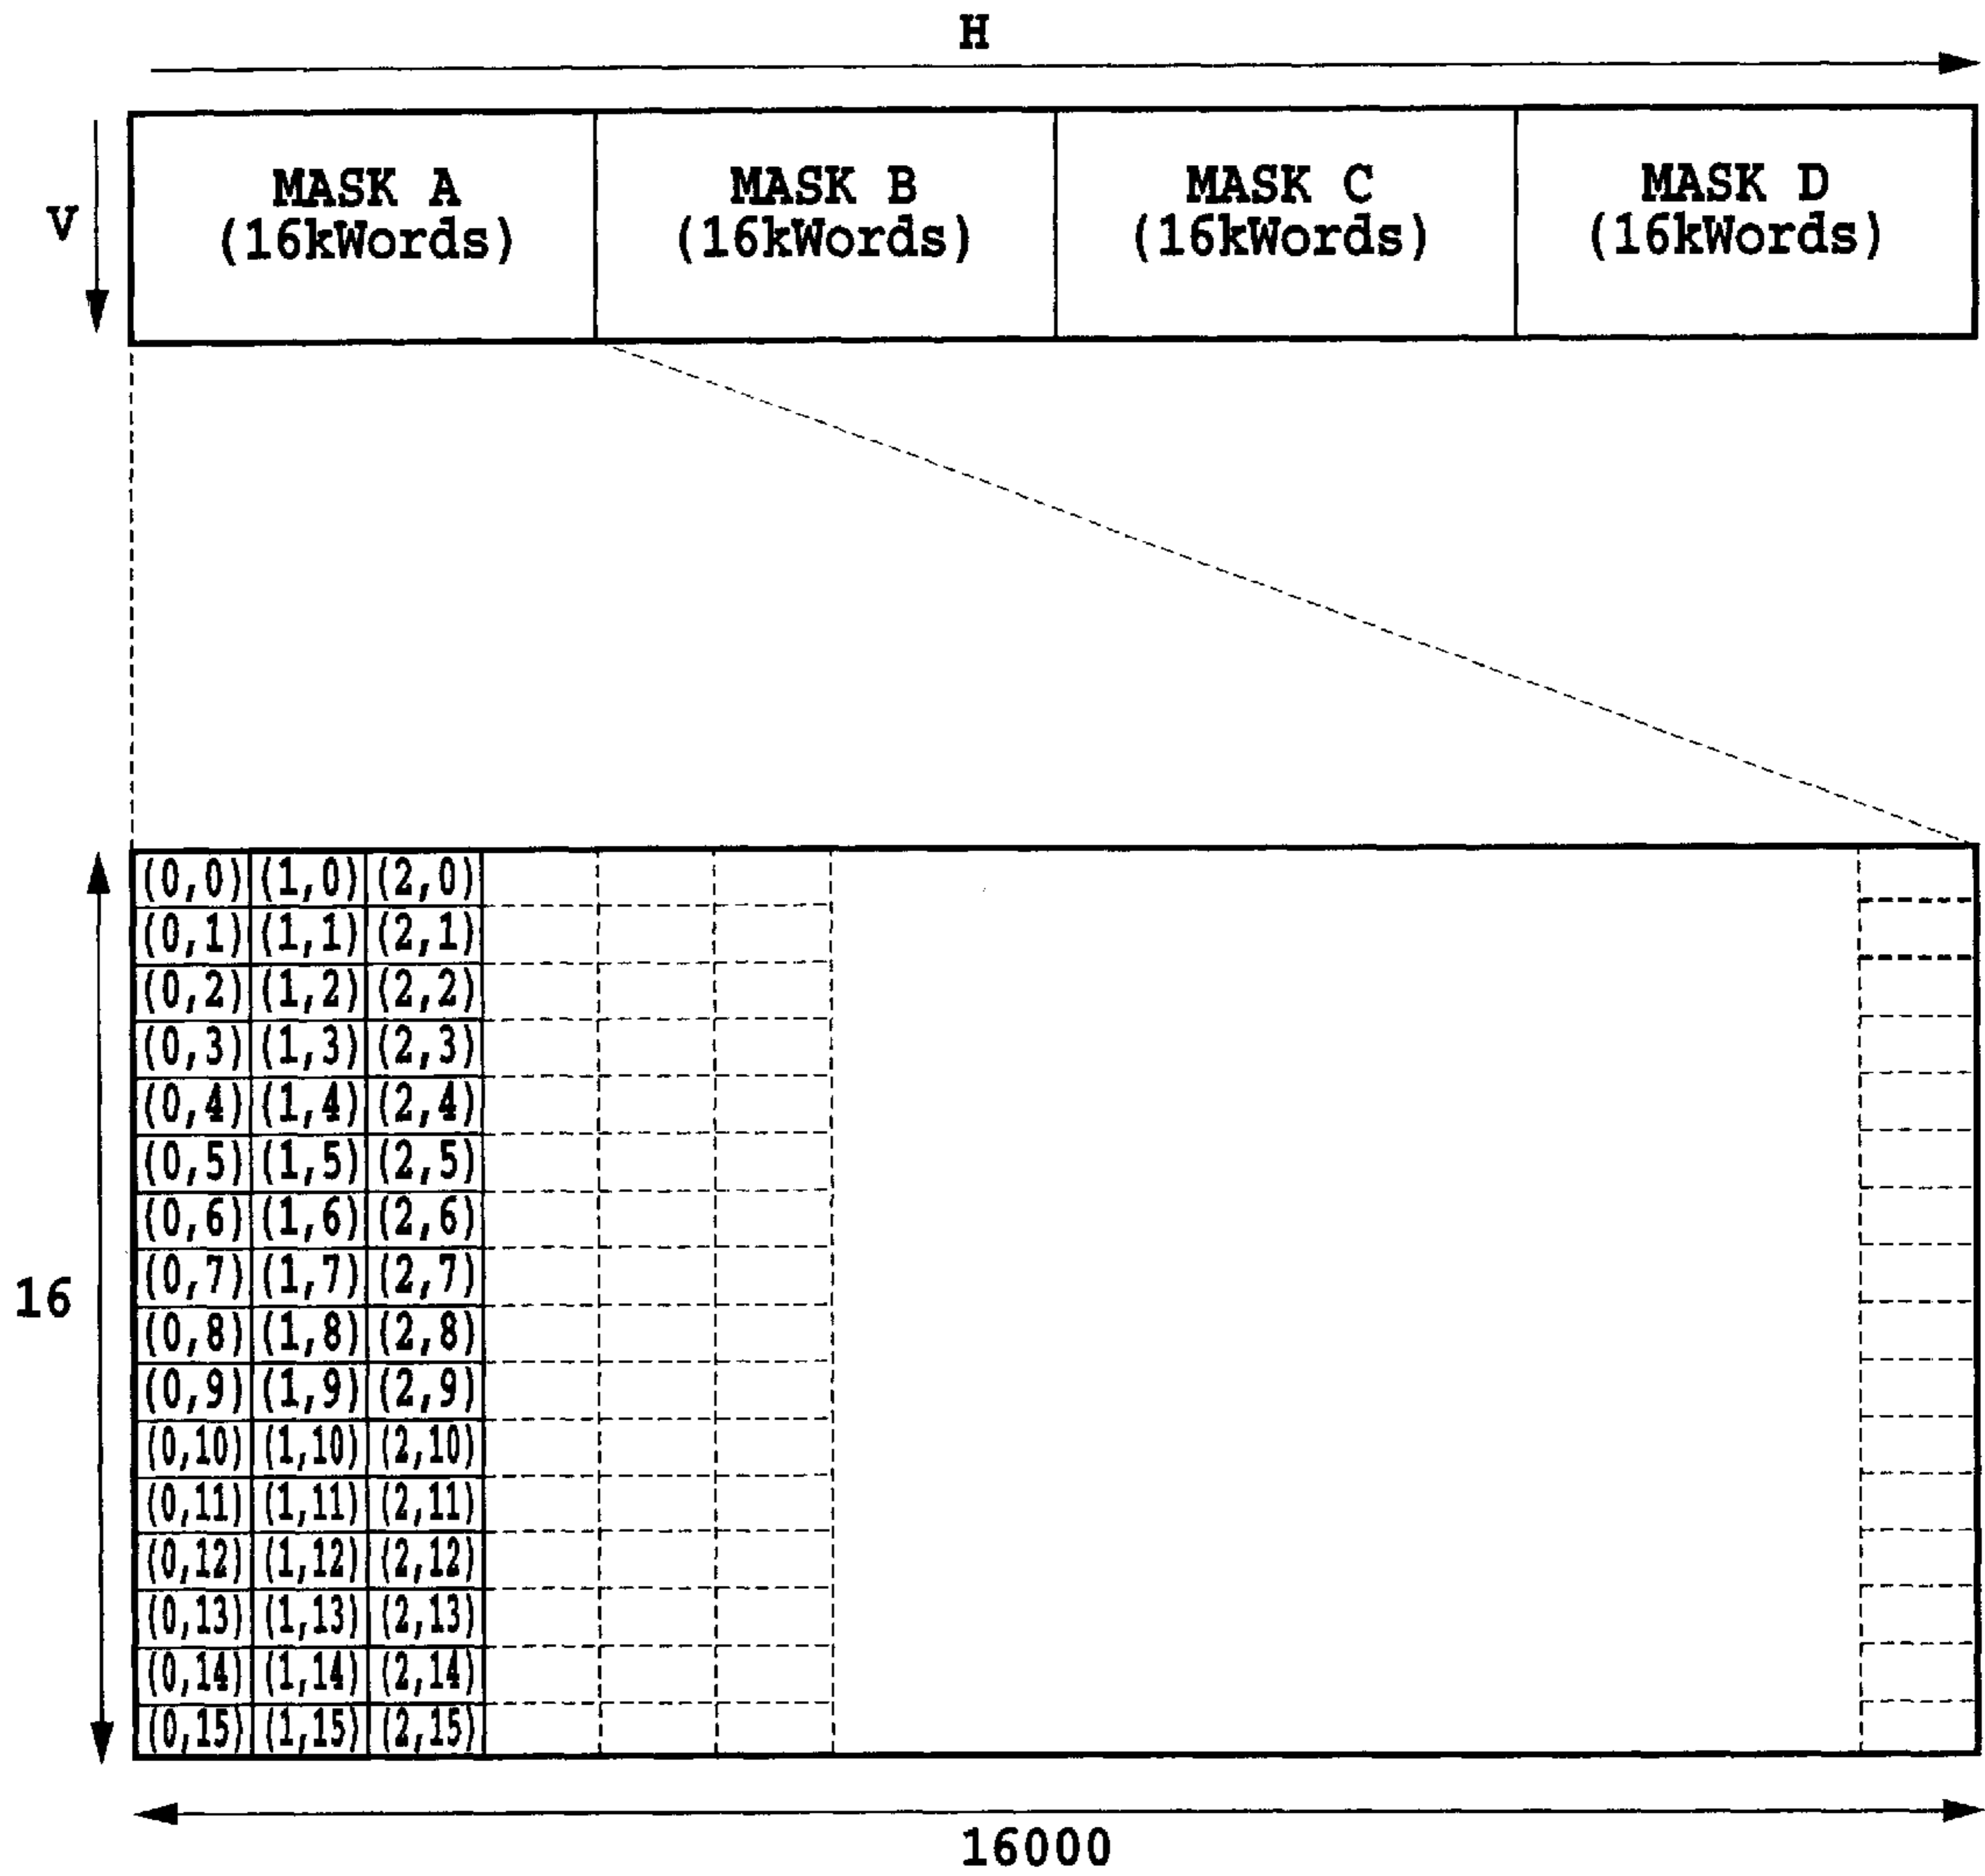 H
V
MASK A MASK B MASK C MASK D
(16kWords) (16kWords) (16kWords) (16kWords)
(0,0) (1,0) (2,0)
(0,1) (1,1) (2,1)
(0,2) (1,2) (2,2)
(0,3) (1,3) (2,3)
(0,4) (1,4) (2,4)
(0,5) (1,5) (2,5)
(0,6) (1,6) (2,6)
(0,7) (1,7) (2,7)
16
(0,8) (1,8) (2,8)
(0,9) (1,9) (2,9)
(0,10) (1,10) (2,10)
(0,11) (1,11) (2,11)
(0,12) (1,12) (2,12)
(0,13) (1,13) (2,13)
(0,14) (1,14) (2,14)
(0,15) (1,15) (2,15)
16000